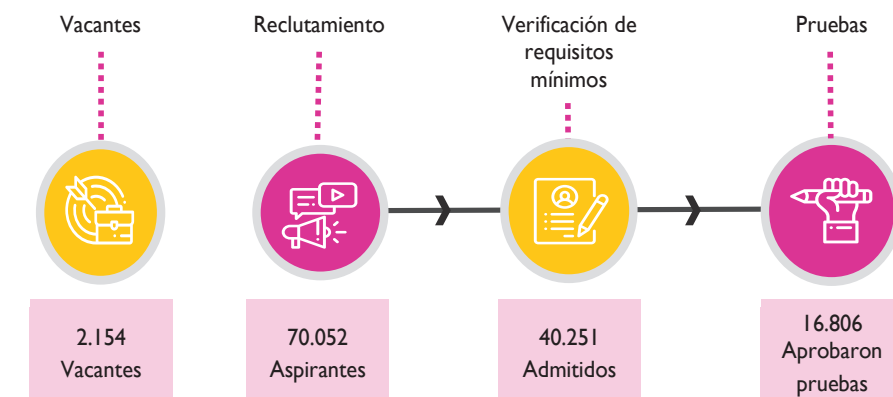 Vacantes
Reclutamiento
Verificación de
requisitos
mínimos
Pruebas
2.154
Vacantes
70.052
Aspirantes
40.251
Admitidos
16.806
Aprobaron
pruebas